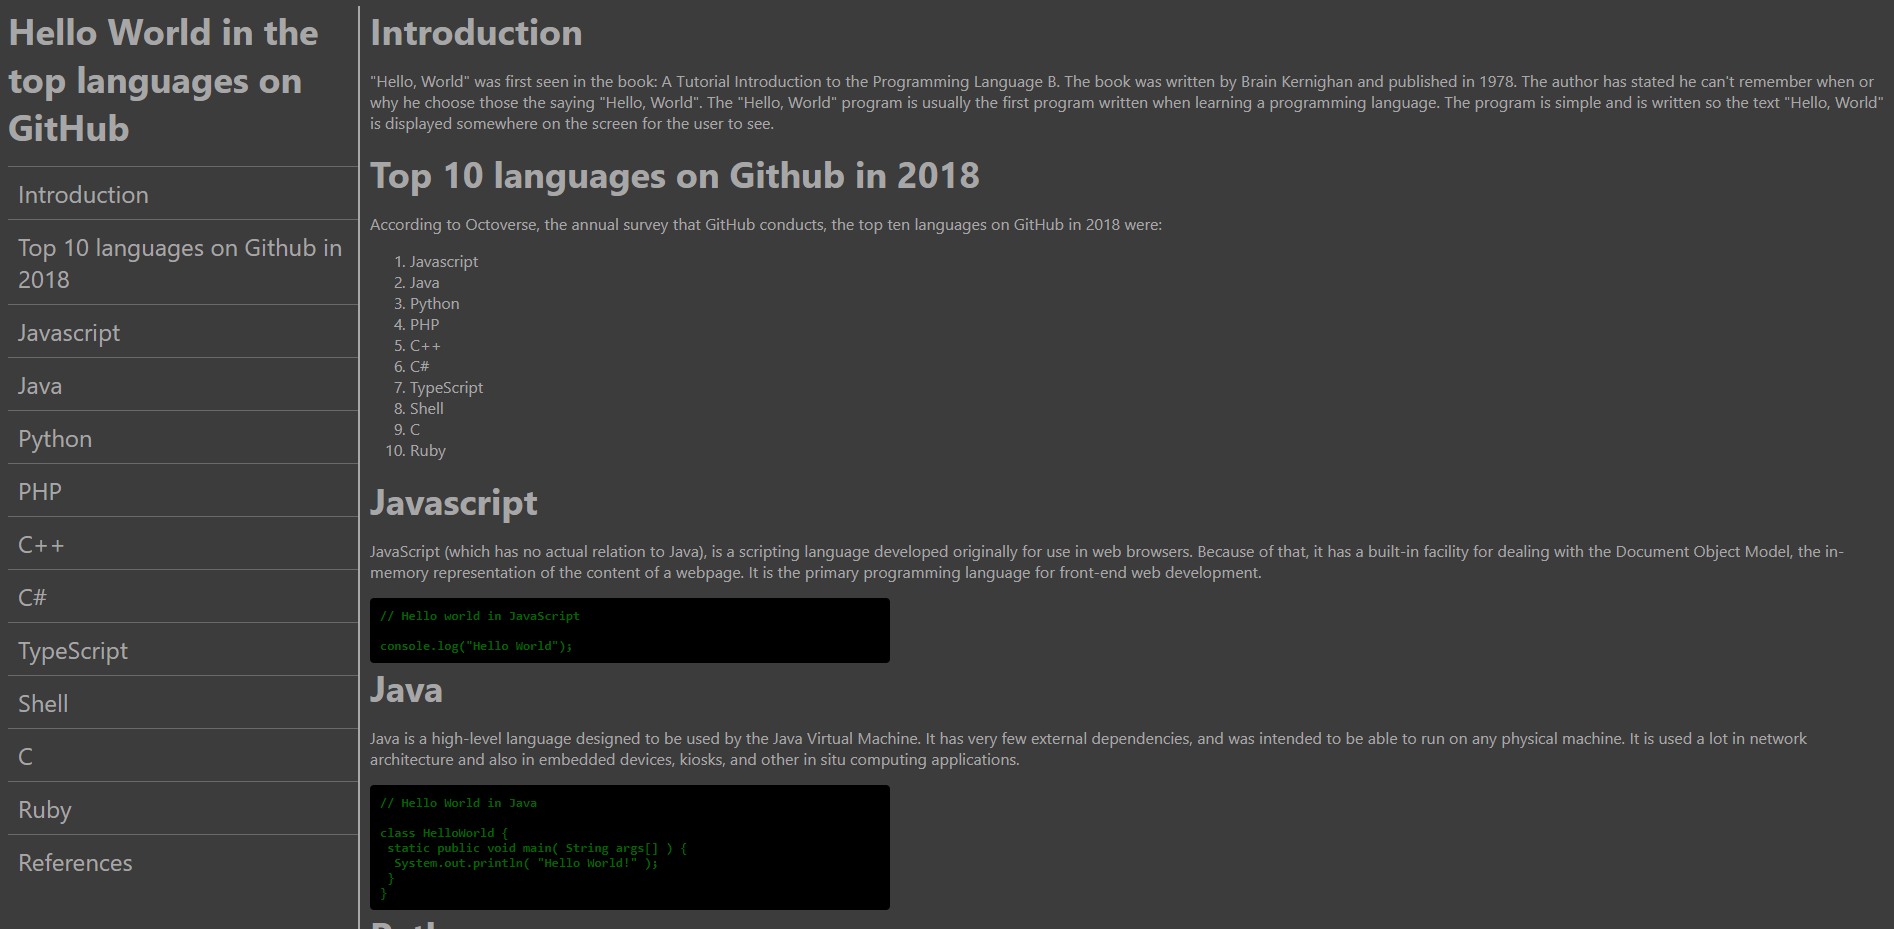 Hello World in the
top languages on
GitHub
Introduction
Top 10 languages on Github in
2018
Javascript
Java
Python
PHP
C++
C#
TypeScript
Shell
C
Ruby
References
Introduction
"Hello, World" was first seen in the book: A Tutorial Introduction to the Programming Language B. The book was written by Brain Kernighan and published in 1978. The author has stated he can't remember when or
why he choose those the saying "Hello, World". The "Hello, World" program is usually the first program written when learning a programming language. The program is simple and is written so the text "Hello, World"
is displayed somewhere on the screen for the user to see.
Top 10 languages on Github in 2018
According to Octoverse, the annual survey that GitHub conducts, the top ten languages on GitHub in 2018 were:
1. Javascript
2. Java
3. Python
4. PHP
5. C++
6. C#
7. TypeScript
8. Shell
9. C
10. Ruby
Javascript
JavaScript (which has no actual relation to Java), is a scripting language developed originally for use in web browsers. Because of that, it has a built-in facility for dealing with the Document Object Model, the in-
memory representation of the content of a webpage. It is the primary programming language for front-end web development.
// Hello world in JavaScript
console.log("Hello World");
Java
Java is a high-level language designed to be used by the Java Virtual Machine. It has very few external dependencies, and was intended to be able to run on any physical machine. It is used a lot in network
architecture and also in embedded devices, kiosks, and other in situ computing applications.
// Hello World in Java
class HelloWorld {
static public void main( String args[] ) {
System.out.println( "Hello World!" );
}
}